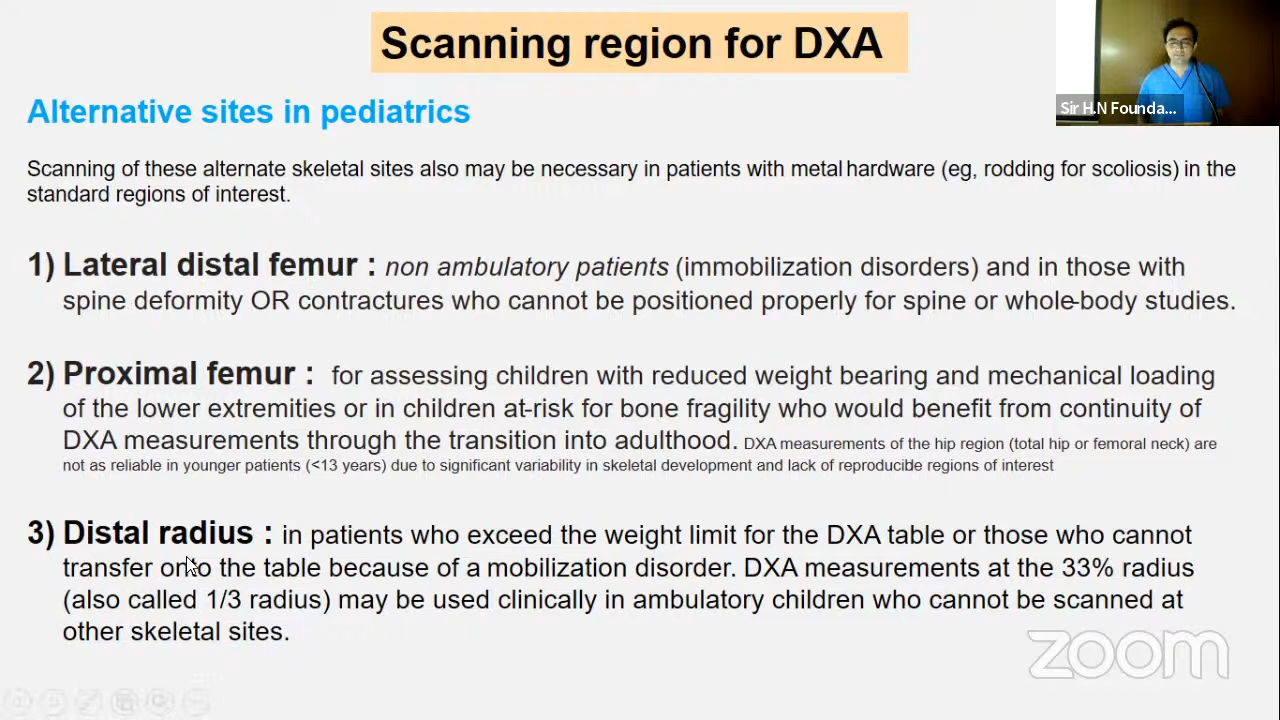 Scanning region for DXA
Sir H.N Founda...
Alternative sites in pediatrics
Scanning of these alternate skeletal sites also may be necessary in patients with metal hardware (eg, rodding for scoliosis) in the
standard regions of interest.
1) Lateral distal femur : non ambulatory patients (immobilization disorders) and in those with
spine deformity OR contractures who cannot be positioned properly for spine or whole-body studies.
2) Proximal femur : for assessing children with reduced weight bearing and mechanical loading
of the lower extremities or in children at-risk for bone fragility who would benefit from continuity of
DXA measurements through the transition into adulthood. DXA measurements of the hip region (total hip or femoral neck) are
not as reliable in younger patients (<13 years) due to significant variability in skeletal development and lack of reproducible regions of interest
3) Distal radius : in patients who exceed the weight limit for the DXA table or those who cannot
transfer onto the table because of a mobilization disorder. DXA measurements at the 33% radius
(also called 1/3 radius) may be used clinically in ambulatory children who cannot be scanned at
other skeletal sites.
zoom